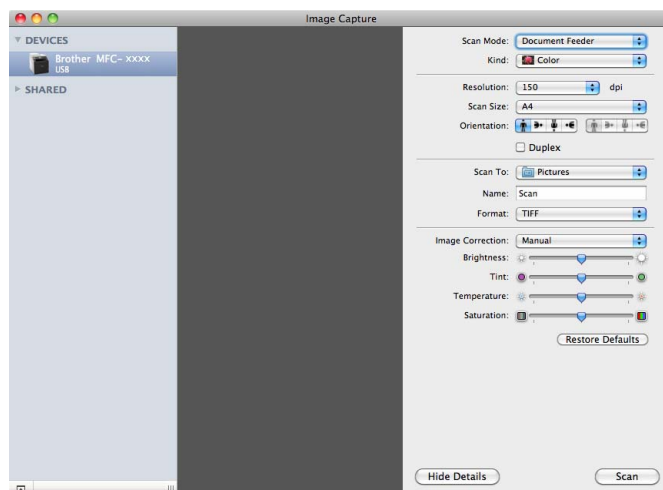 Image Capture
DEVICES
Brother MFC- XXXX
USB
SHARED
Scan Mode: Document Feeder
Kind: Color
Resolution: 150 dpi
Scan Size: A4
Orientation:
Duplex
Scan To: Pictures
Name: Scan
Format: TIFF
Image Correction: Manual
Brightness:
Tint:
Temperature:
Saturation:
Restore Defaults
Hide Details Scan